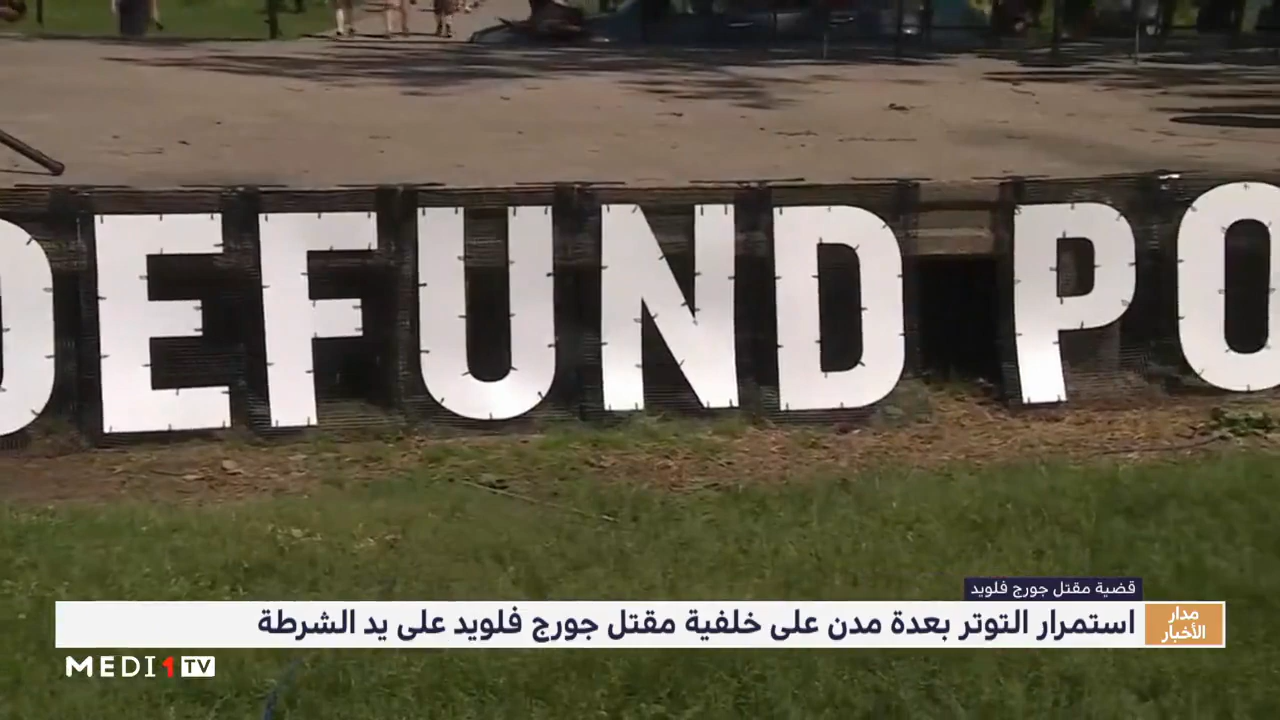 DEFUND PO
قضية مقتل جورج فلويد
استمرار التوتر بعدة مدن على خلفية مقتل جورج فلويد على يد الشرطة
مدار
الأخبار
MEDI1TV